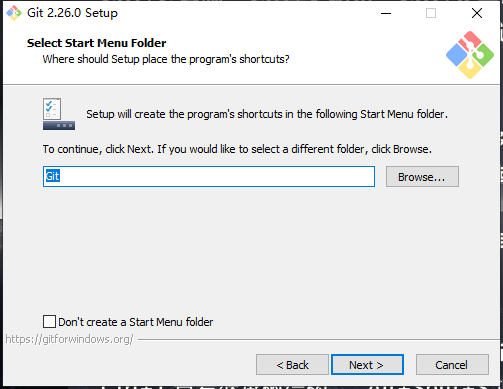 Git 2.26.0 Setup
Select Start Menu Folder
Where should Setup place the program's shortcuts?
Setup will create the program's shortcuts in the following Start Menu folder.
To continue, click Next. If you would like to select a different folder, click Browse.
Git
Browse...
Don't create a Start Menu folder
https://gitforwindows.org/
< Back
Next >
Cancel